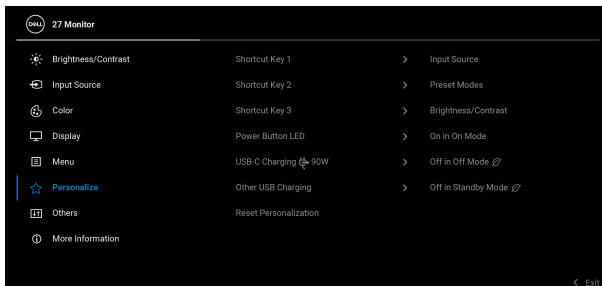 DELL 27 Monitor
Brightness/Contrast Shortcut Key 1 > Input Source
Input Source Shortcut Key 2 > Preset Modes
Color Shortcut Key 3 > Brightness/Contrast
Display Power Button LED > On in On Mode
Menu USB-C Charging 90W > Off in Off Mode
Personalize Other USB Charging > Off in Standby Mode
Others Reset Personalization
More Information
< Exit